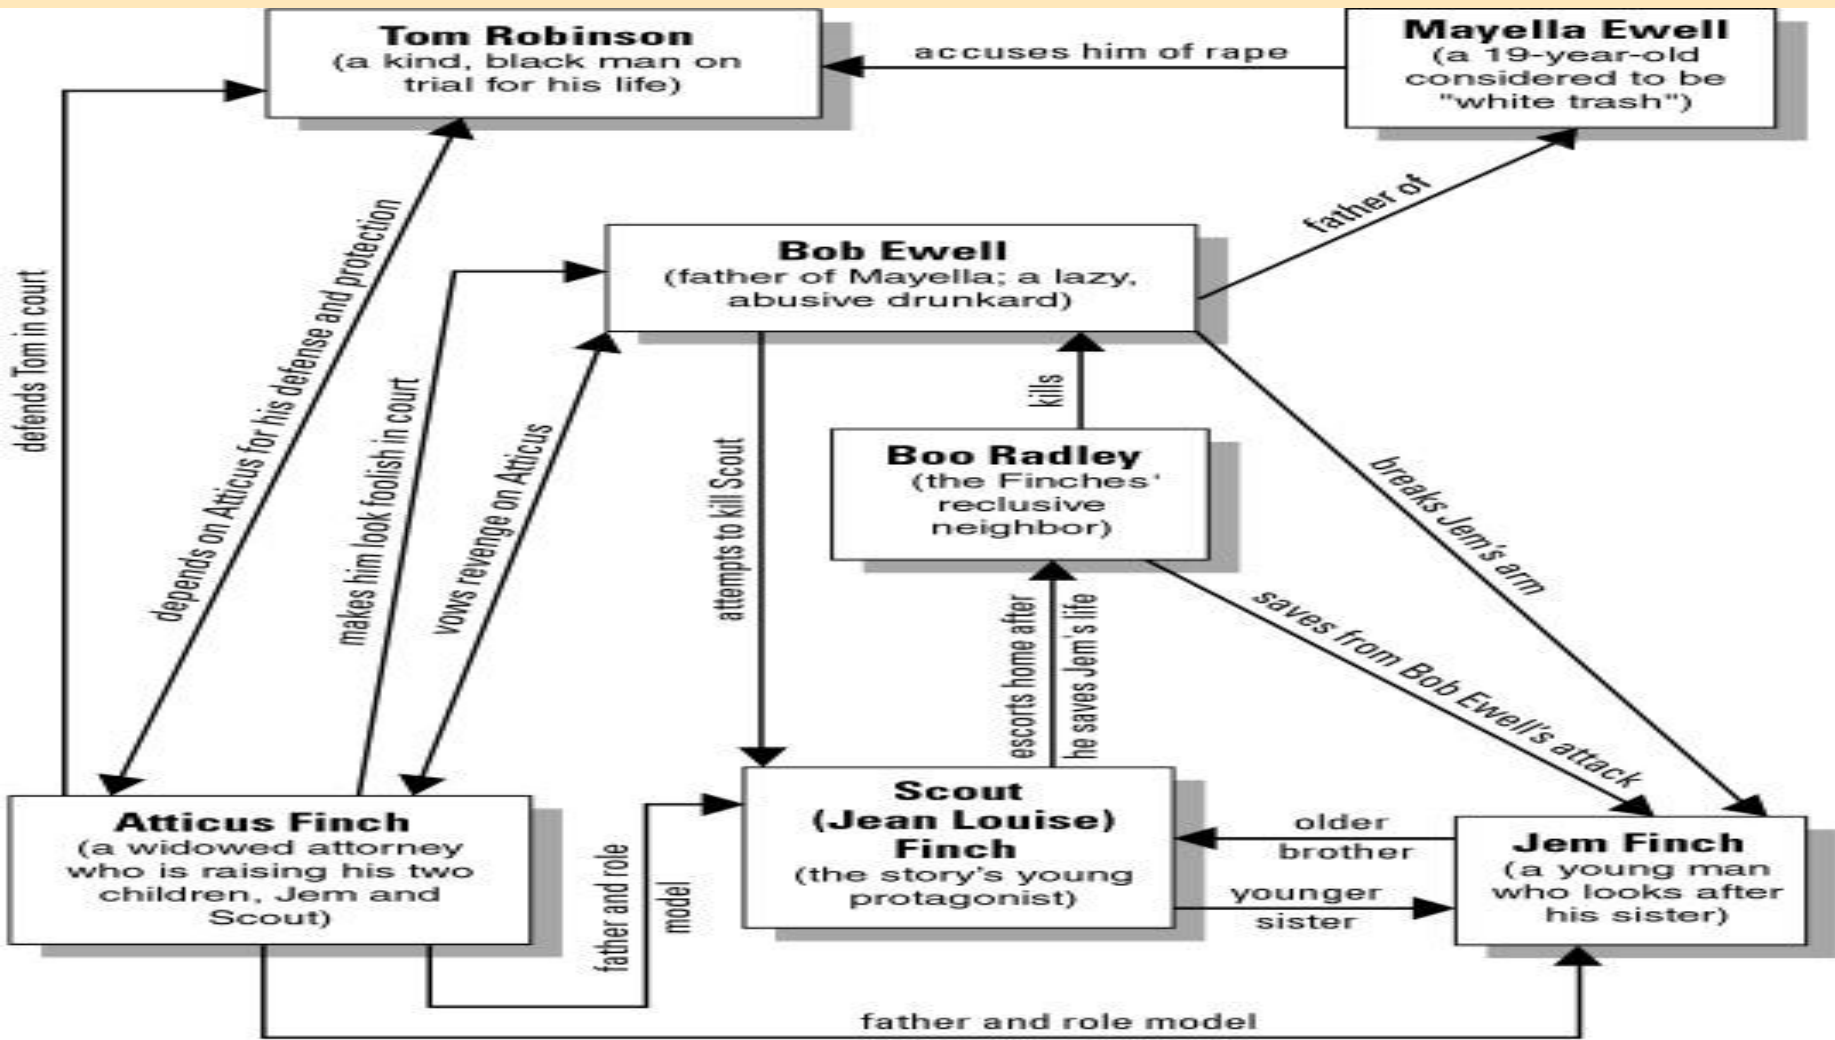 Tom Robinson
(a kind, black man on
trial for his life)
accuses him of rape
Mayella Ewell
(a 19-year-old
considered to be
"white trash")
father of
Bob Ewell
(father of Mayella; a lazy,
abusive drunkard)
defends Tom in court
depends on Atticus for his defense and protection
makes him look foolish in court
vows revenge on Atticus
attempts to kill Scout
kills
Boo Radley
(the Finches'
reclusive
neighbor)
breaks Jem's arm
saves from Bob Ewell's attack
escorts home after
he saves Jem's life
Atticus Finch
(a widowed attorney
who is raising his two
children, Jem and
Scout)
father and role
model
Scout
(Jean Louise)
Finch
(the story's young
protagonist)
older
brother
younger
sister
Jem Finch
(a young man
who looks after
his sister)
father and role model